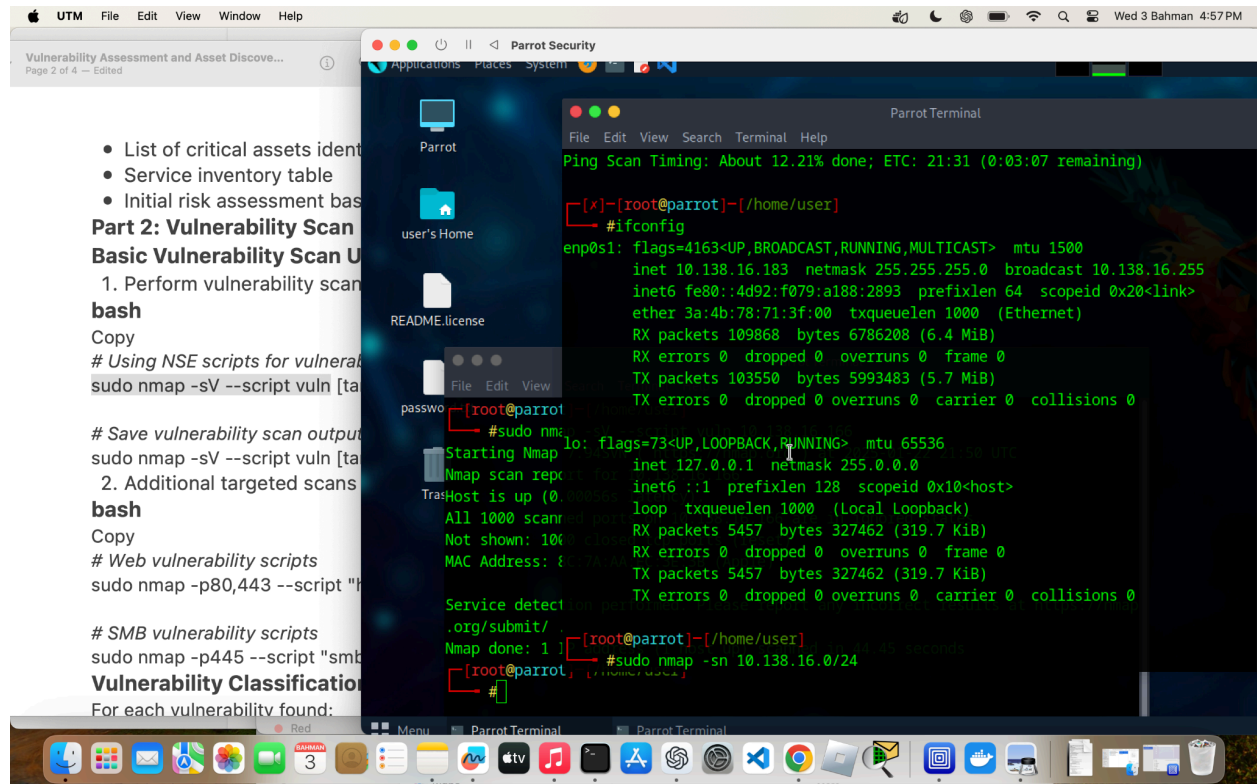 UTM File Edit View Window Help
Wed 3 Bahman 4:57 PM
Vulnerability Assessment and Asset Discove...
Page 2 of 4 — Edited
• List of critical assets ident
• Service inventory table
• Initial risk assessment bas
Part 2: Vulnerability Scan
Basic Vulnerability Scan U
1. Perform vulnerability scan
bash
Copy
# Using NSE scripts for vulnerab
sudo nmap -sV --script vuln [ta
# Save vulnerability scan output
sudo nmap -sV --script vuln [ta
2. Additional targeted scans
bash
Copy
# Web vulnerability scripts
sudo nmap -p80,443 --script "h
# SMB vulnerability scripts
sudo nmap -p445 --script "smb
Vulnerability Classification
For each vulnerability found:
Red
Parrot Security
Applications Places System
Parrot
user's Home
README.license
passwo
Tras
Parrot Terminal
File Edit View Search Terminal Help
Ping Scan Timing: About 12.21% done; ETC: 21:31 (0:03:07 remaining)
[x]-[root@parrot]-[/home/user]
#ifconfig
enp0s1: flags=4163<UP,BROADCAST,RUNNING,MULTICAST> mtu 1500
inet 10.138.16.183 netmask 255.255.255.0 broadcast 10.138.16.255
inet6 fe80::4d92:f079:a188:2893 prefixlen 64 scopeid 0x20<link>
ether 3a:4b:78:71:3f:00 txqueuelen 1000 (Ethernet)
RX packets 109868 bytes 6786208 (6.4 MiB)
RX errors 0 dropped 0 overruns 0 frame 0
TX packets 103550 bytes 5993483 (5.7 MiB)
TX errors 0 dropped 0 overruns 0 carrier 0 collisions 0
lo: flags=73<UP,LOOPBACK,RUNNING> mtu 65536
inet 127.0.0.1 netmask 255.0.0.0
inet6 ::1 prefixlen 128 scopeid 0x10<host>
loop txqueuelen 1000 (Local Loopback)
RX packets 5457 bytes 327462 (319.7 KiB)
RX errors 0 dropped 0 overruns 0 frame 0
TX packets 5457 bytes 327462 (319.7 KiB)
TX errors 0 dropped 0 overruns 0 carrier 0 collisions 0
[root@parrot]-[/home/user]
#sudo nmap -sn 10.138.16.0/24
File Edit View
[root@parrot
#sudo nma
Starting Nmap
Nmap scan repo
Host is up (0.
All 1000 scann
Not shown: 100
MAC Address: 8
Service detect
.org/submit/
Nmap done: 1 I
[root@parrot]-[/home/user]
#
Menu Parrot Terminal Parrot Terminal
BAHMAN
3
tv